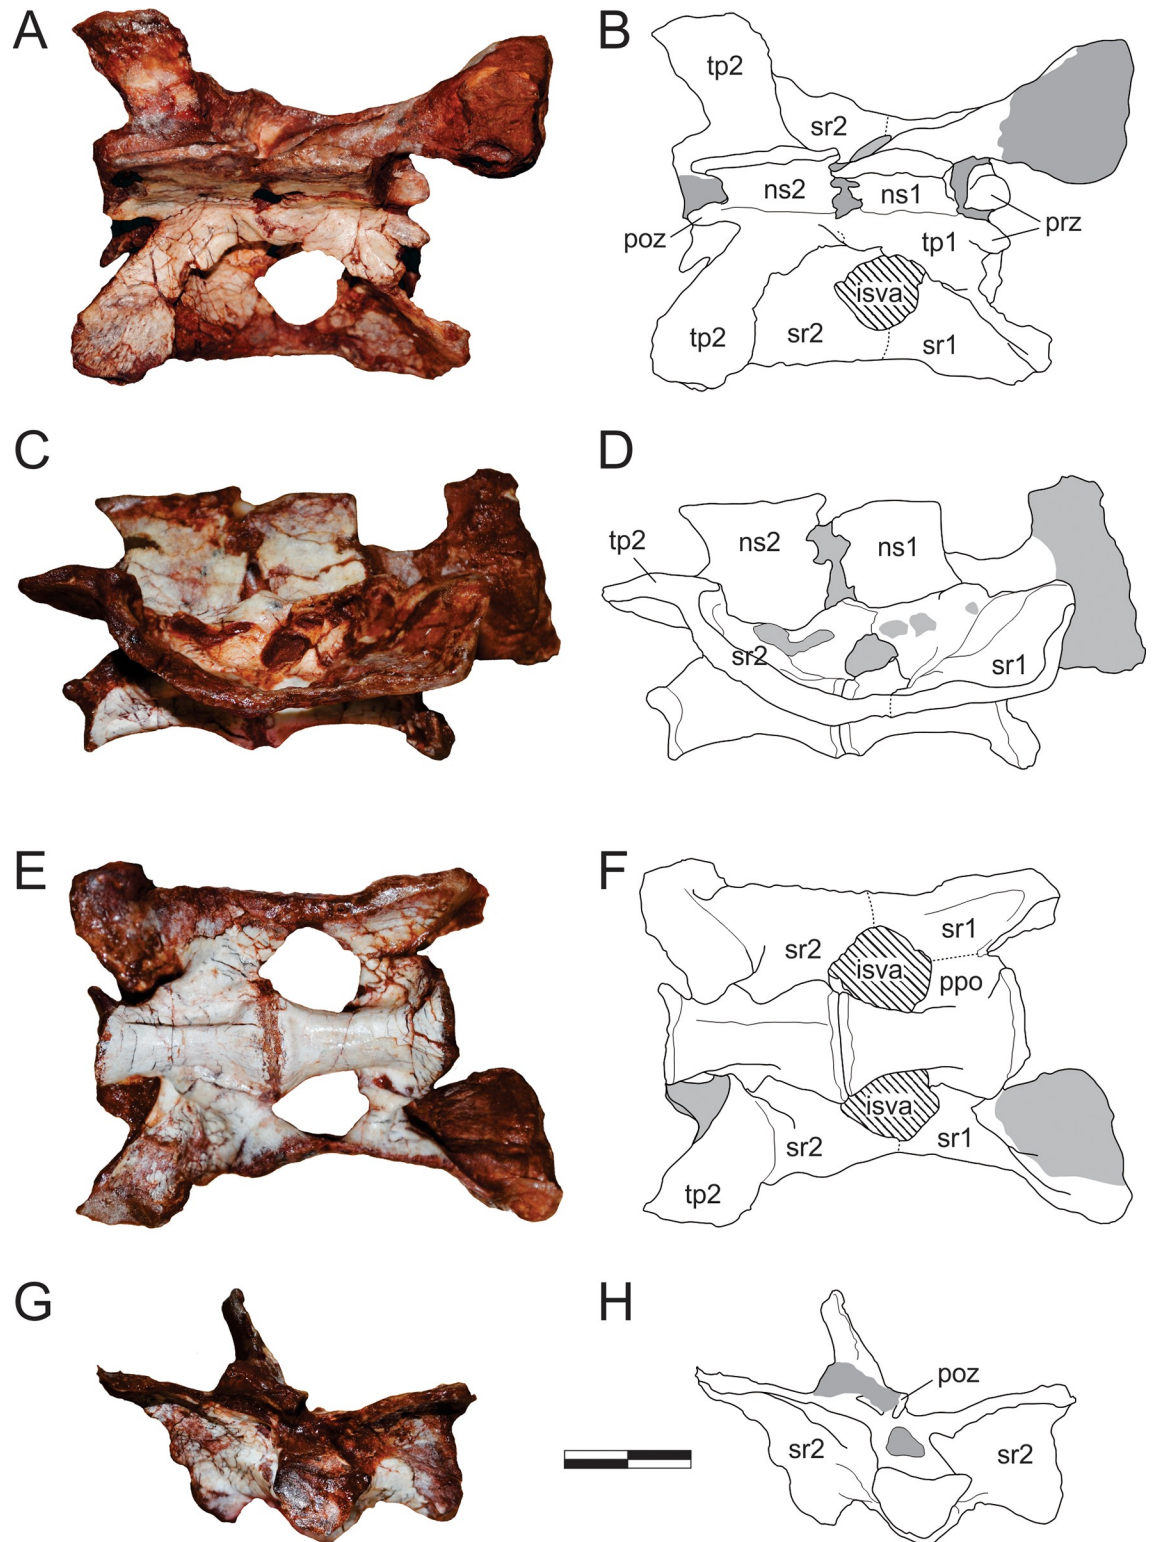 A
B
tp2
sr2
ns2
ns1
poz
prz
tp1
isva
tp2
sr2
sr1
C
D
tp2
ns2
ns1
sr2
sr1
E
F
sr2
sr1
isva
ppo
isva
sr2
sr1
tp2
G
H
poz
sr2
sr2